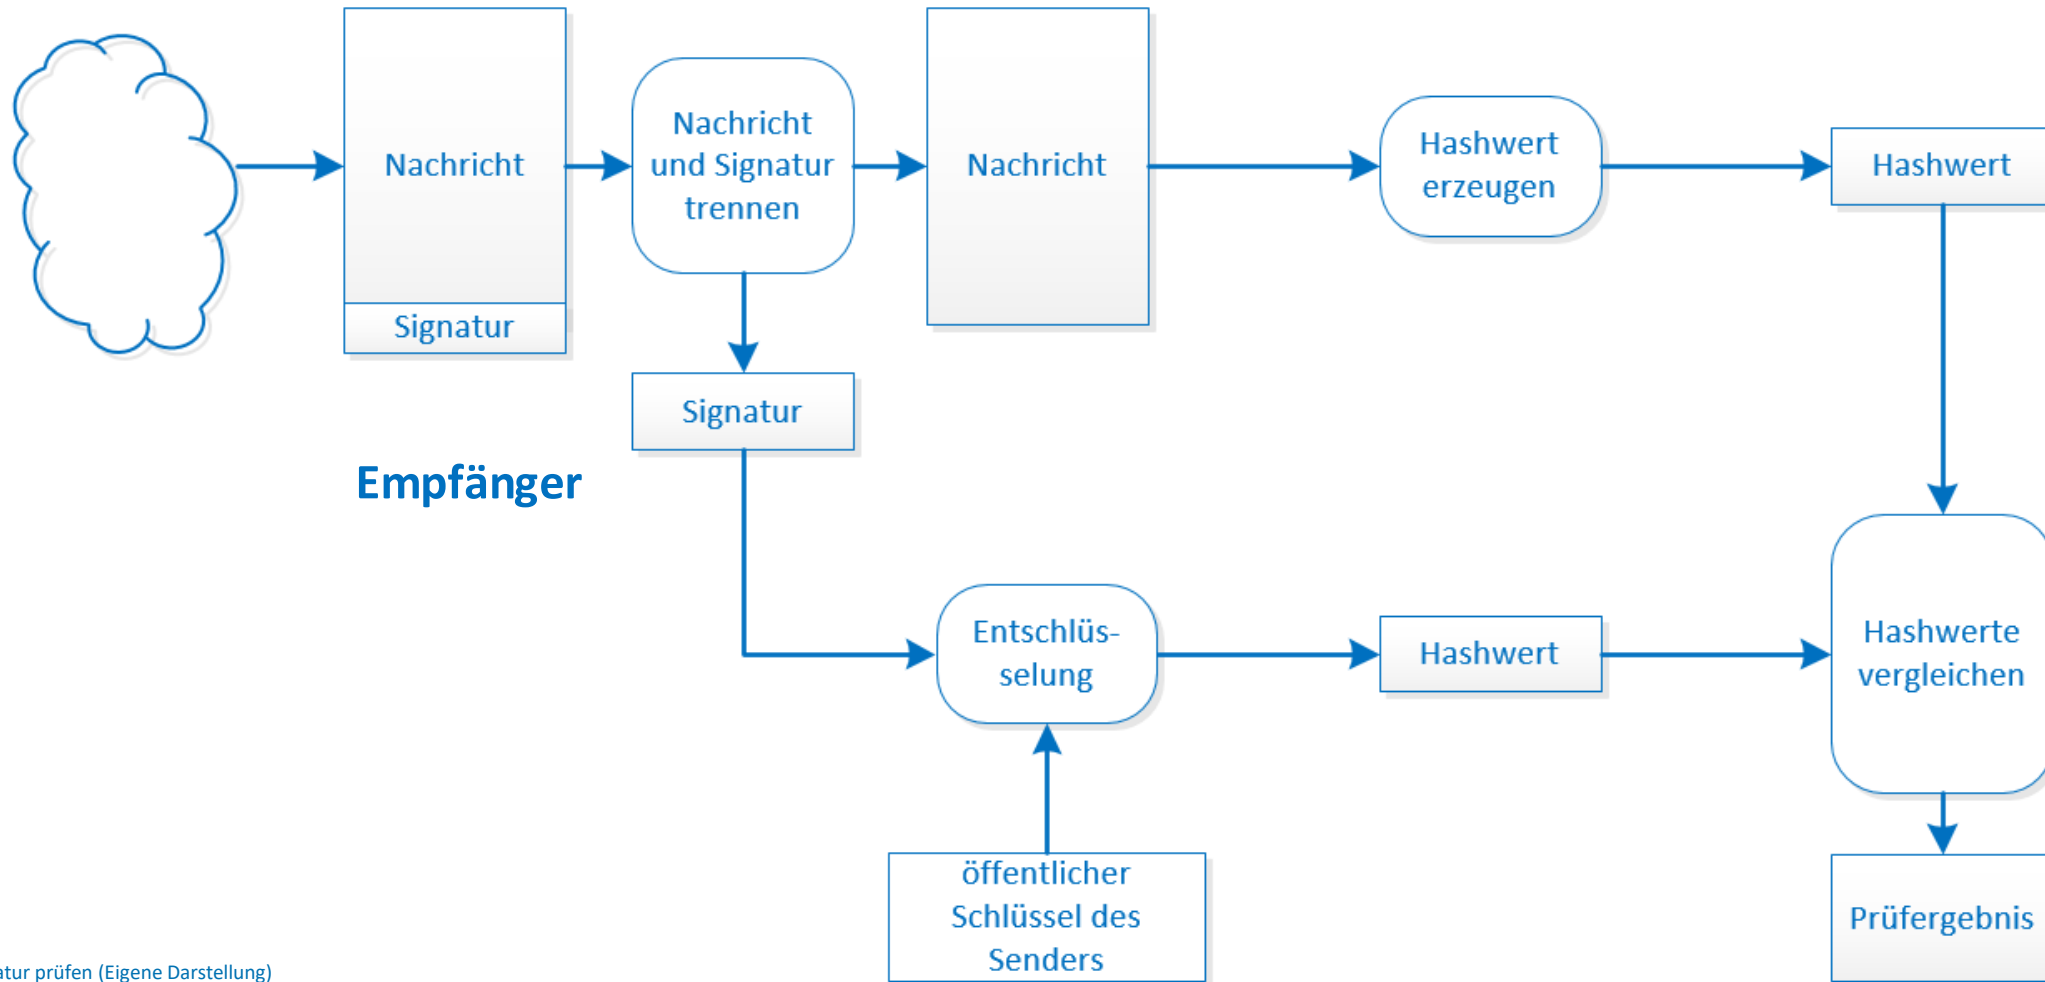 Nachricht
Signatur
Nachricht
und Signatur
trennen
Nachricht
Hashwert
erzeugen
Hashwert
Signatur
Empfänger
Entschlüs-
selung
Hashwert
Hashwerte
vergleichen
öffentlicher
Schlüssel des
Senders
Prüfergebnis
prüfen (Eigene Darstellung)